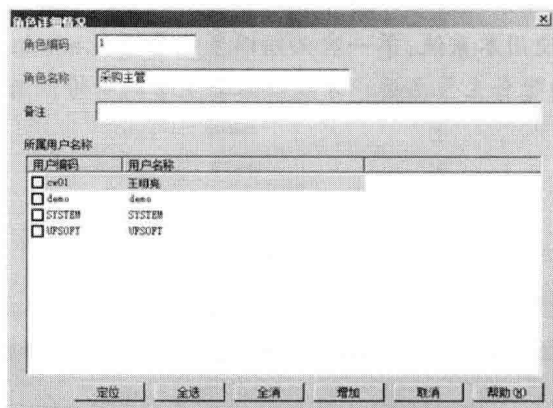 角色详细情况
角色编码 1
角色名称 采购主管
备注
所属用户名称
用户编码 用户名称
cw01 王明亮
demo demo
SYSTEM SYSTEM
UFSOFT UFSOFT
定位 全选 全消 增加 取消 帮助(H)